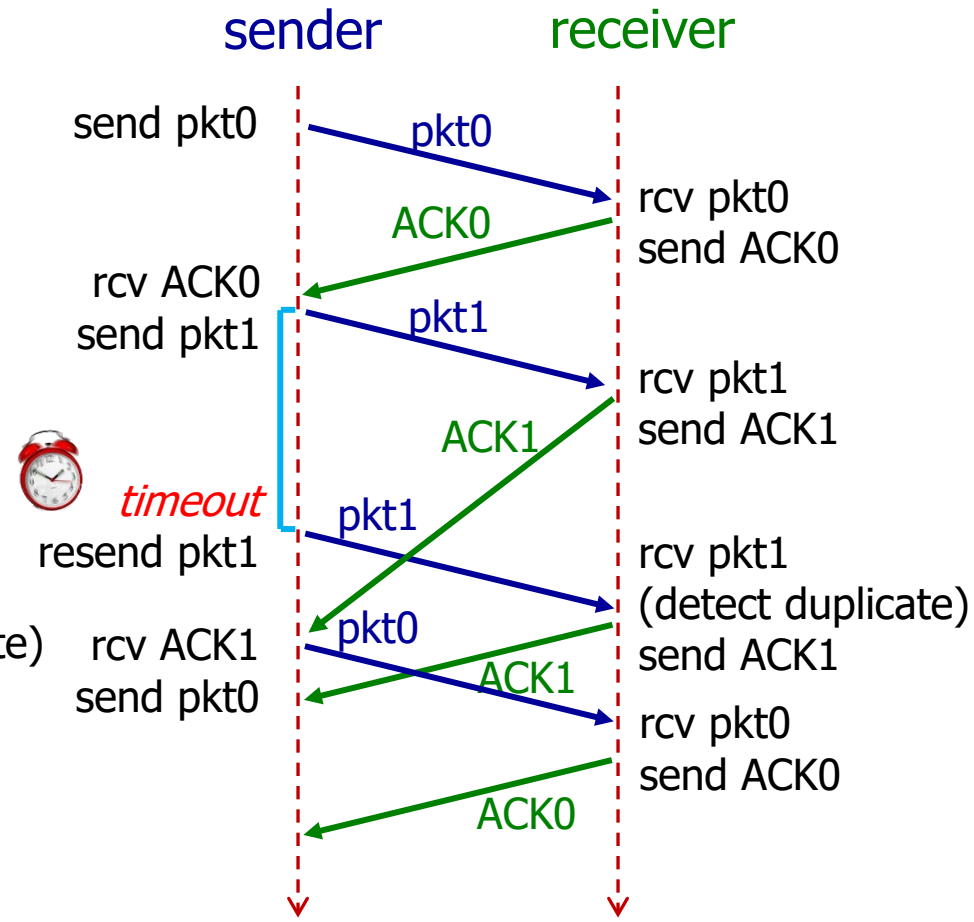 sender
receiver
send pkt0
pkt0
rcv pkt0
send ACK0
ACK0
rcv ACK0
send pkt1
pkt1
rcv pkt1
send ACK1
ACK1
timeout
resend pkt1
pkt1
rcv pkt1
(detect duplicate)
send ACK1
te)
rcv ACK1
send pkt0
pkt0
ACK1
rcv pkt0
send ACK0
ACK0